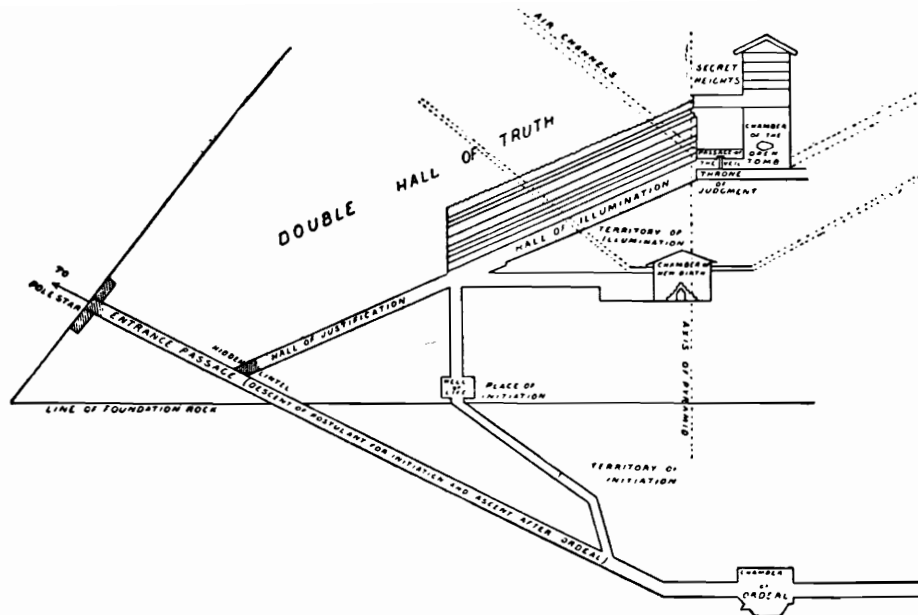 AIR CHANNELS
SECRET
HEIGHTS
DOUBLE HALL OF TRUTH
CHAMBER
OF THE
OPEN
TOMB
PASSAGE OF
THE VEIL
THRONE
OF
JUDGMENT
HALL OF ILLUMINATION
TERRITORY OF
ILLUMINATION
CHAMBER OF
NEW BIRTH
TO
POLE STAR
ENTRANCE PASSAGE (DESCENT OF POSTULANT FOR INITIATION AND ASCENT AFTER ORDEAL)
HIDDEN
LINTEL
HALL OF JUSTIFICATION
WELL
OF
LIFE
PLACE OF
INITIATION
AXIS OF PYRAMID
LINE OF FOUNDATION ROCK
TERRITORY OF
INITIATION
CHAMBER
OF
ORDEAL